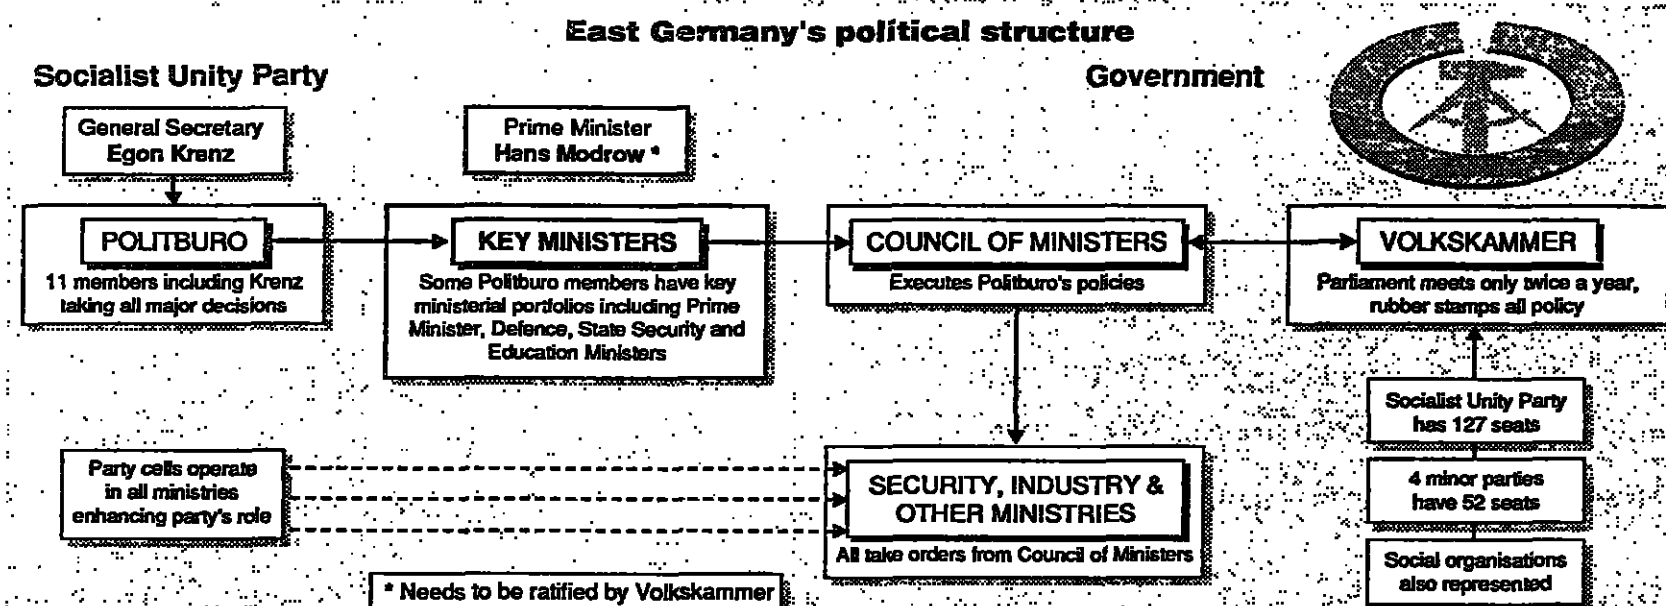 East Germany's political structure
Socialist Unity Party
Government
General Secretary
Egon Krenz
Prime Minister
Hans Modrow *
POLITBURO
11 members including Krenz
taking all major decisions
KEY MINISTERS
Some Politburo members have key
ministerial portfolios including Prime
Minister, Defence, State Security and
Education Ministers
COUNCIL OF MINISTERS
Executes Politburo's policies
VOLKSKAMMER
Parliament meets only twice a year,
rubber stamps all policy
Socialist Unity Party
has 127 seats
4 minor parties
have 52 seats
Social organisations
also represented
Party cells operate
in all ministries
enhancing party's role
SECURITY, INDUSTRY &
OTHER MINISTRIES
All take orders from Council of Ministers
* Needs to be ratified by Volkskammer